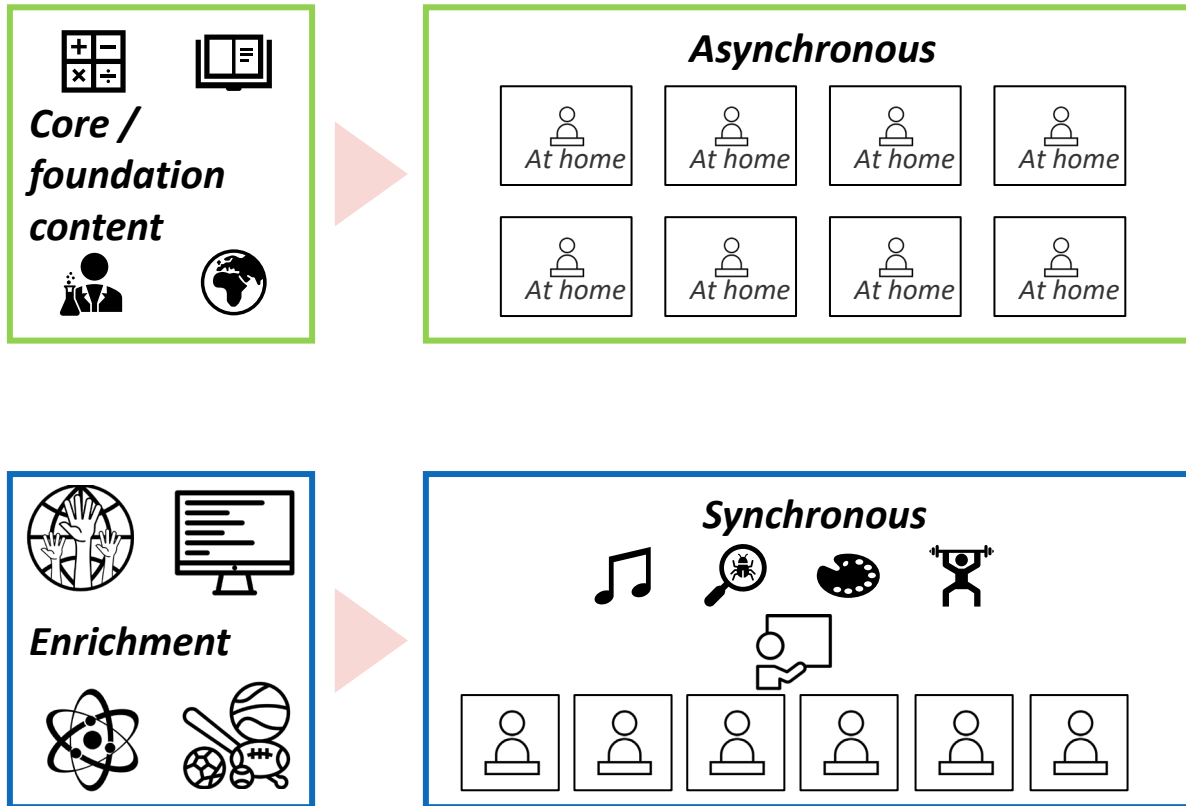 Core /
foundation
content
Asynchronous
At home At home At home At home
At home At home At home At home
Enrichment
Synchronous